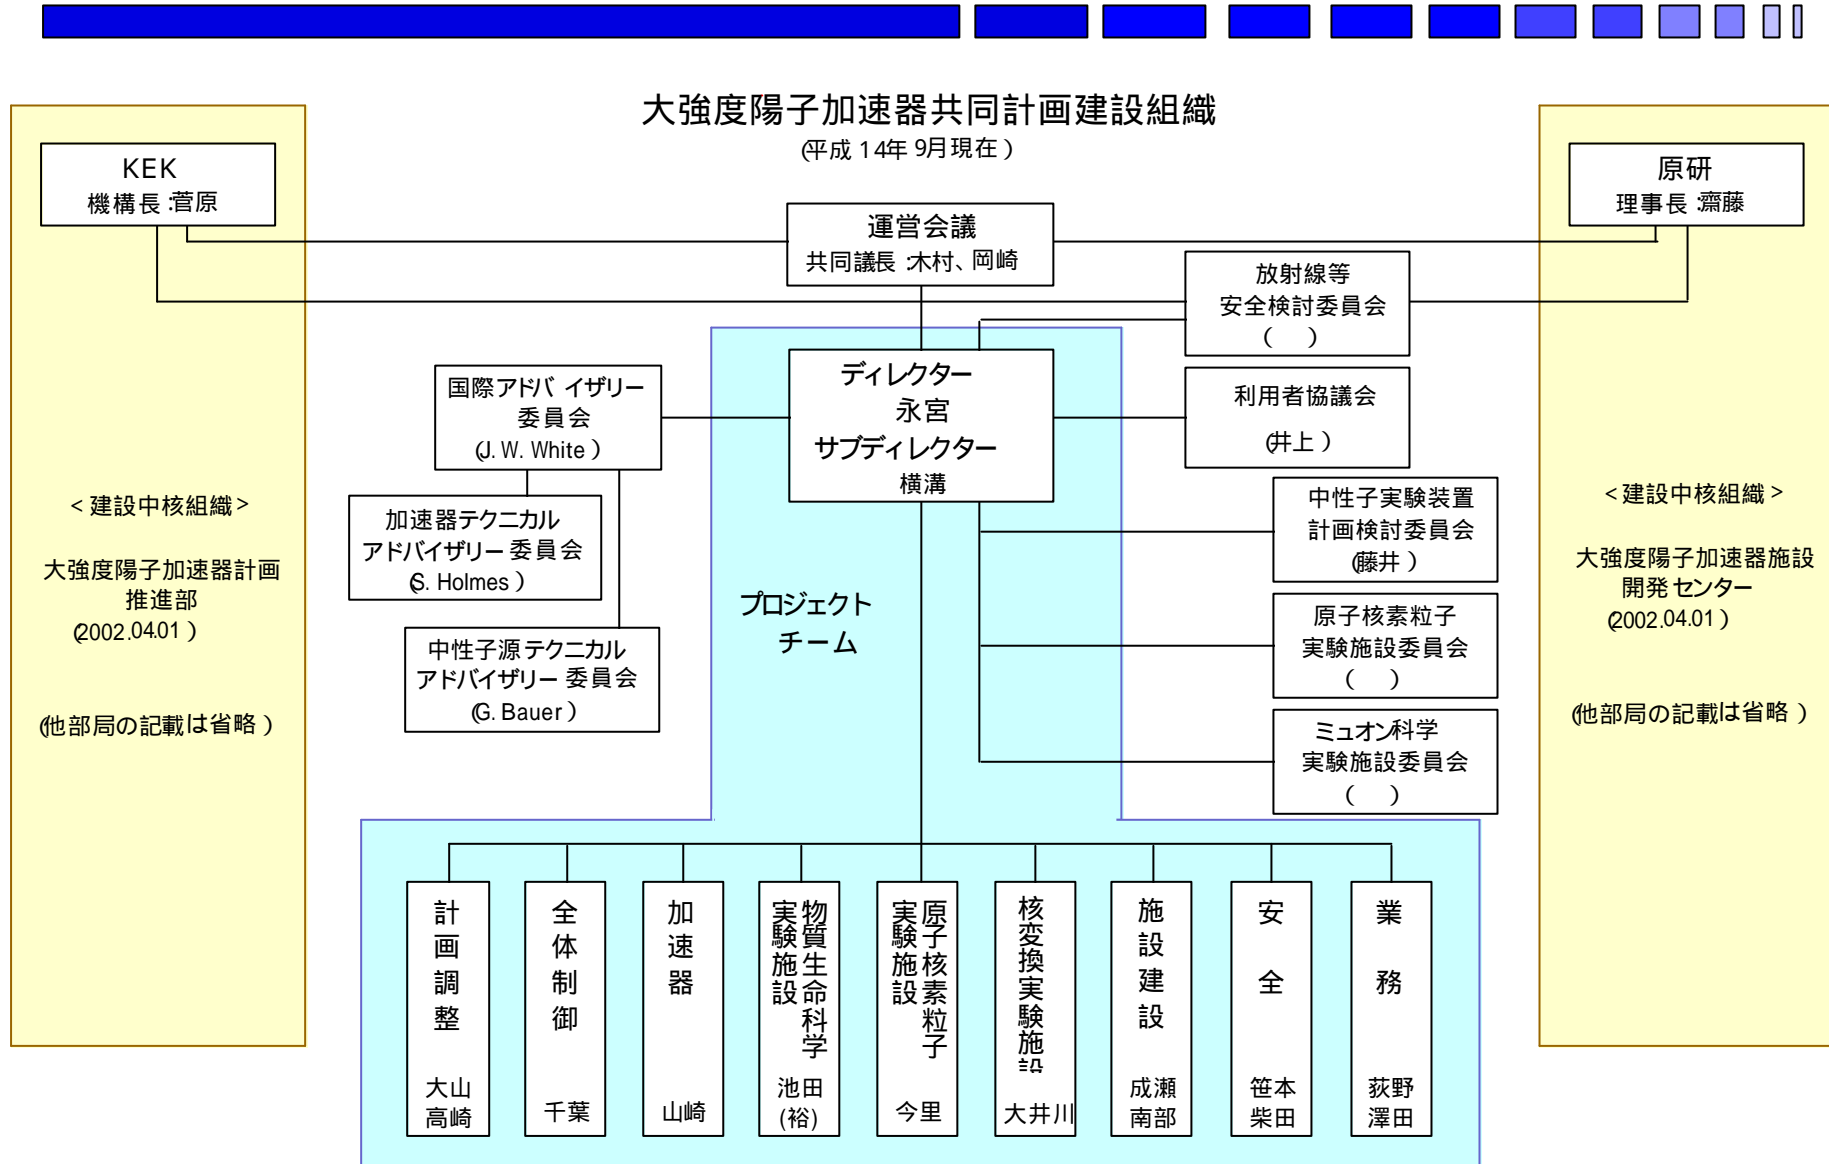 大強度陽子加速器共同計画建設組織
(平成14年9月現在)
KEK
機構長:菅原
<建設中核組織>
大強度陽子加速器計画
推進部
(2002.04.01)
(他部局の記載は省略)
原研
理事長:齋藤
<建設中核組織>
大強度陽子加速器施設
開発センター
(2002.04.01)
(他部局の記載は省略)
運営会議
共同議長:木村、岡崎
放射線等
安全検討委員会
( )
ディレクター
永宮
サブディレクター
横溝
国際アドバイザリー
委員会
(J. W. White)
利用者協議会
(井上)
加速器テクニカル
アドバイザリー委員会
(S. Holmes)
中性子源テクニカル
アドバイザリー委員会
(G. Bauer)
中性子実験装置
計画検討委員会
(藤井)
原子核素粒子
実験施設委員会
( )
ミュオン科学
実験施設委員会
( )
プロジェクト
チーム
計画調整
大山
高崎
全体制御
千葉
加速器
山崎
物質生命科学
実験施設
池田
(裕)
原子核素粒子
実験施設
今里
核変換実験施設
大井川
施設建設
成瀬
南部
安全
笹本
柴田
業務
荻野
澤田